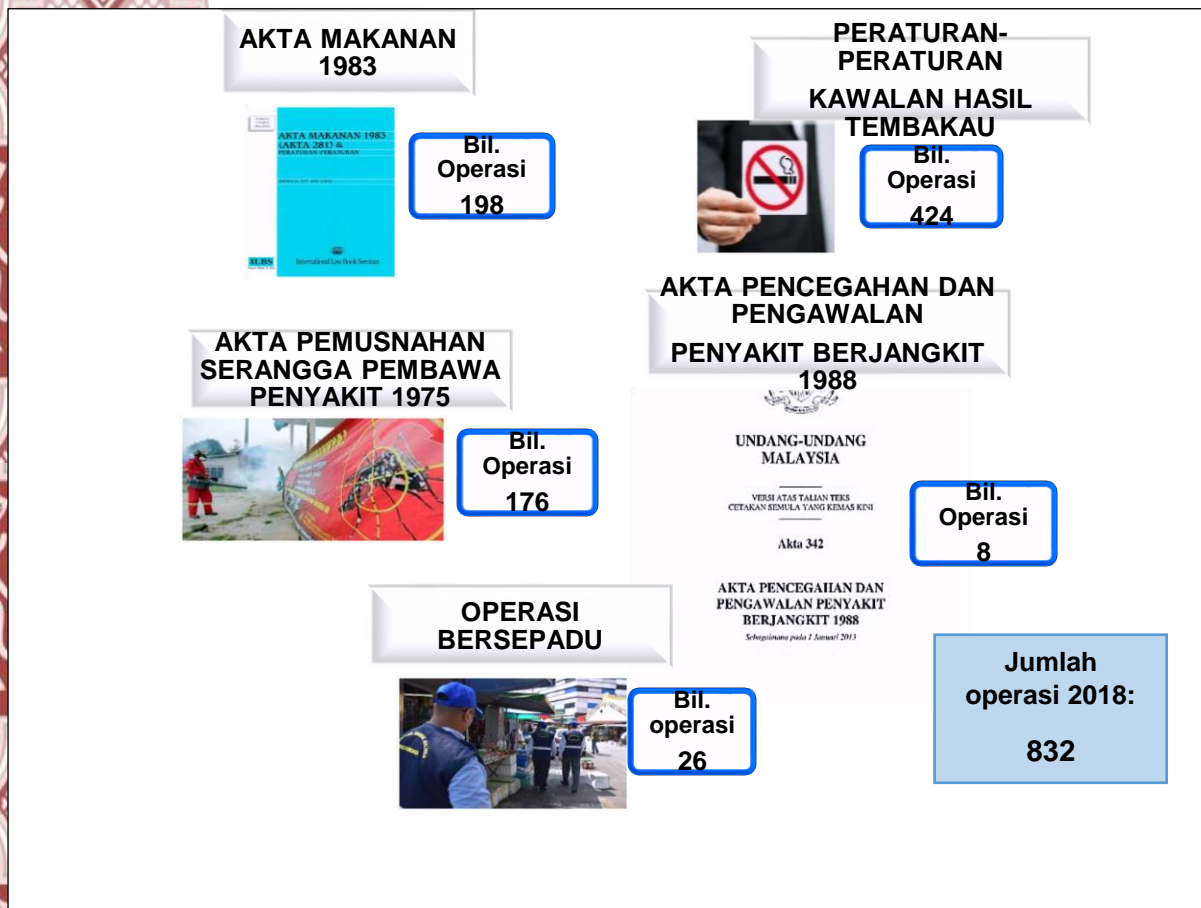 AKTA MAKANAN
1983
AKTA MAKANAN 1983
(AKTA 281) &
PERATURAN-PERATURAN
ILBS
International Law Book Services
Bil.
Operasi
198
PERATURAN-
PERATURAN
KAWALAN HASIL
TEMBAKAU
Bil.
Operasi
424
AKTA PEMUSNAHAN
SERANGGA PEMBAWA
PENYAKIT 1975
Bil.
Operasi
176
AKTA PENCEGAHAN DAN
PENGAWALAN
PENYAKIT BERJANGKIT
1988
UNDANG-UNDANG
MALAYSIA
VERSI ATAS TALIAN TEKS
CETAKAN SEMULA YANG KEMAS KINI
Akta 342
AKTA PENCEGAHAN DAN
PENGAWALAN PENYAKIT
BERJANGKIT 1988
Sebagaimana pada 1 Januari 2013
Bil.
Operasi
8
OPERASI
BERSEPADU
Bil.
operasi
26
Jumlah
operasi 2018:
832